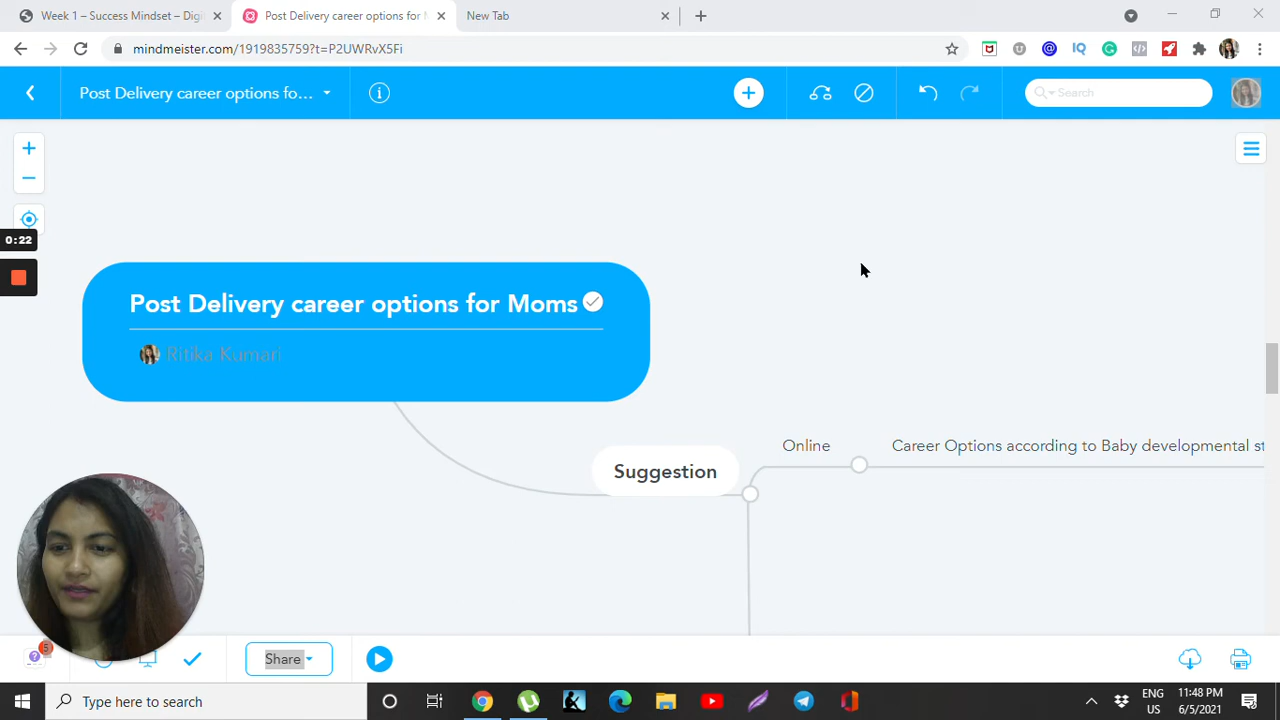 Week 1 – Success Mindset – Digi
Post Delivery career options for M
New Tab
mindmeister.com/1919835759?t=P2UWRvX5Fi
Post Delivery career options fo...
Search
0:22
Post Delivery career options for Moms
Ritika Kumari
Suggestion
Online
Career Options according to Baby developmental st
5
Share
Type here to search
ENG
US
11:48 PM
6/5/2021